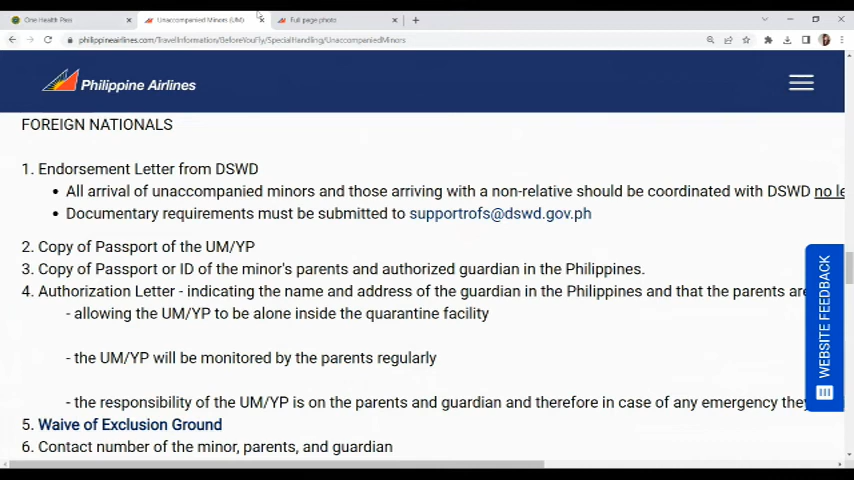 One Health Pass
Unaccompanied Minors (UM)
Full page photo
philippineairlines.com/TravelInformation/BeforeYouFly/SpecialHandling/UnaccompaniedMinors
Philippine Airlines
FOREIGN NATIONALS
1. Endorsement Letter from DSWD
• All arrival of unaccompanied minors and those arriving with a non-relative should be coordinated with DSWD no le
• Documentary requirements must be submitted to supportrofs@dswd.gov.ph
2. Copy of Passport of the UM/YP
3. Copy of Passport or ID of the minor's parents and authorized guardian in the Philippines.
4. Authorization Letter - indicating the name and address of the guardian in the Philippines and that the parents are
- allowing the UM/YP to be alone inside the quarantine facility
- the UM/YP will be monitored by the parents regularly
- the responsibility of the UM/YP is on the parents and guardian and therefore in case of any emergency they
5. Waive of Exclusion Ground
6. Contact number of the minor, parents, and guardian
WEBSITE FEEDBACK